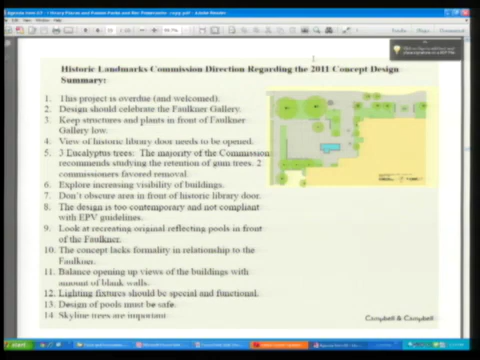 Historic Landmarks Commission Direction Regarding the 2011 Concept Design
Summary:
1. This project is overdue (and welcomed).
2. Design should celebrate the Faulkner Gallery.
3. Keep structures and plants in front of Faulkner
Gallery low.
4. View of historic library door needs to be opened.
5. 3 Eucalyptus trees: The majority of the Commission
recommends studying the retention of gum trees. 2
commissioners favored removal.
6. Explore increasing visibility of buildings.
7. Don't obscure area in front of historic library door.
8. The design is too contemporary and not compliant
with EPV guidelines.
9. Look at recreating original reflecting pools in front
of the Faulkner.
10. The concept lacks formality in relationship to the
Faulkner.
11. Balance opening up views of the buildings with
amount of blank walls.
12. Lighting fixtures should be special and functional.
13. Design of pools must be safe.
14. Skyline trees are important.
Campbell & Campbell
start